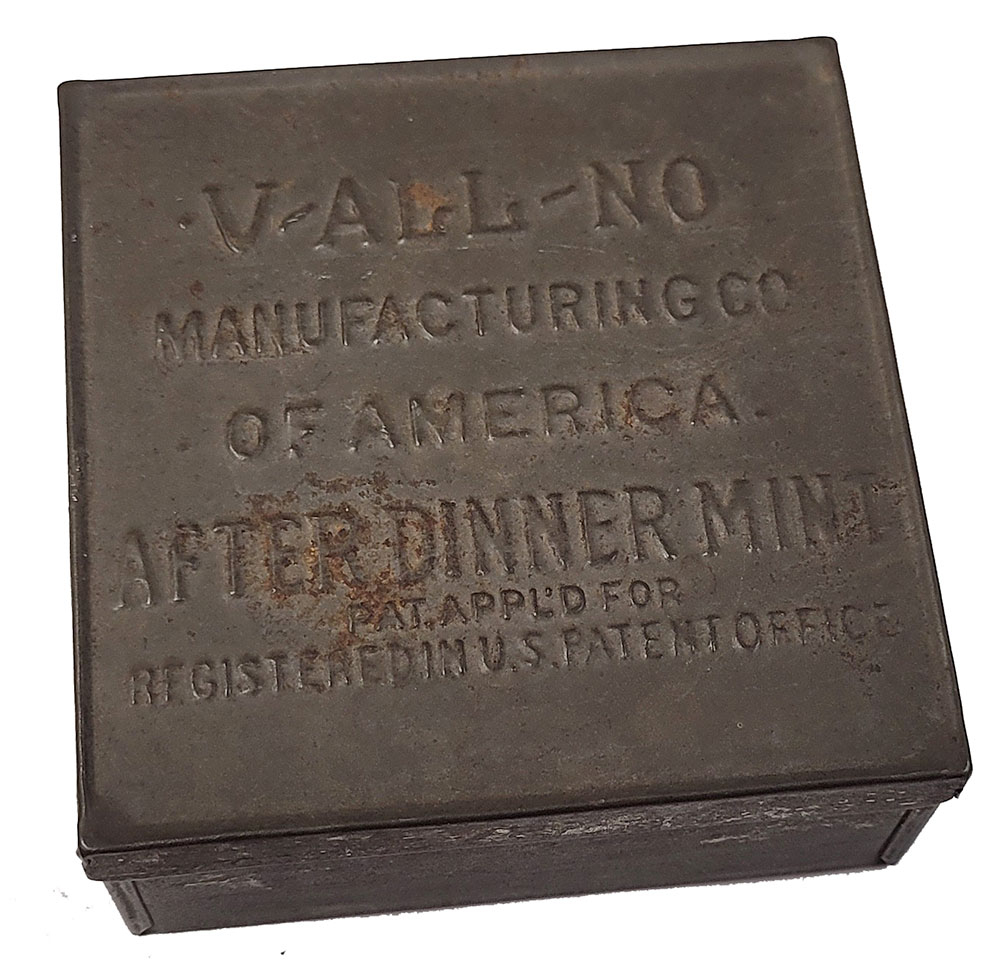 V-ALL-NO
MANUFACTURING CO
OF AMERICA.
AFTER DINNER MINT
PAT. APPL'D FOR
REGISTERED IN U.S. PATENT OFFICE